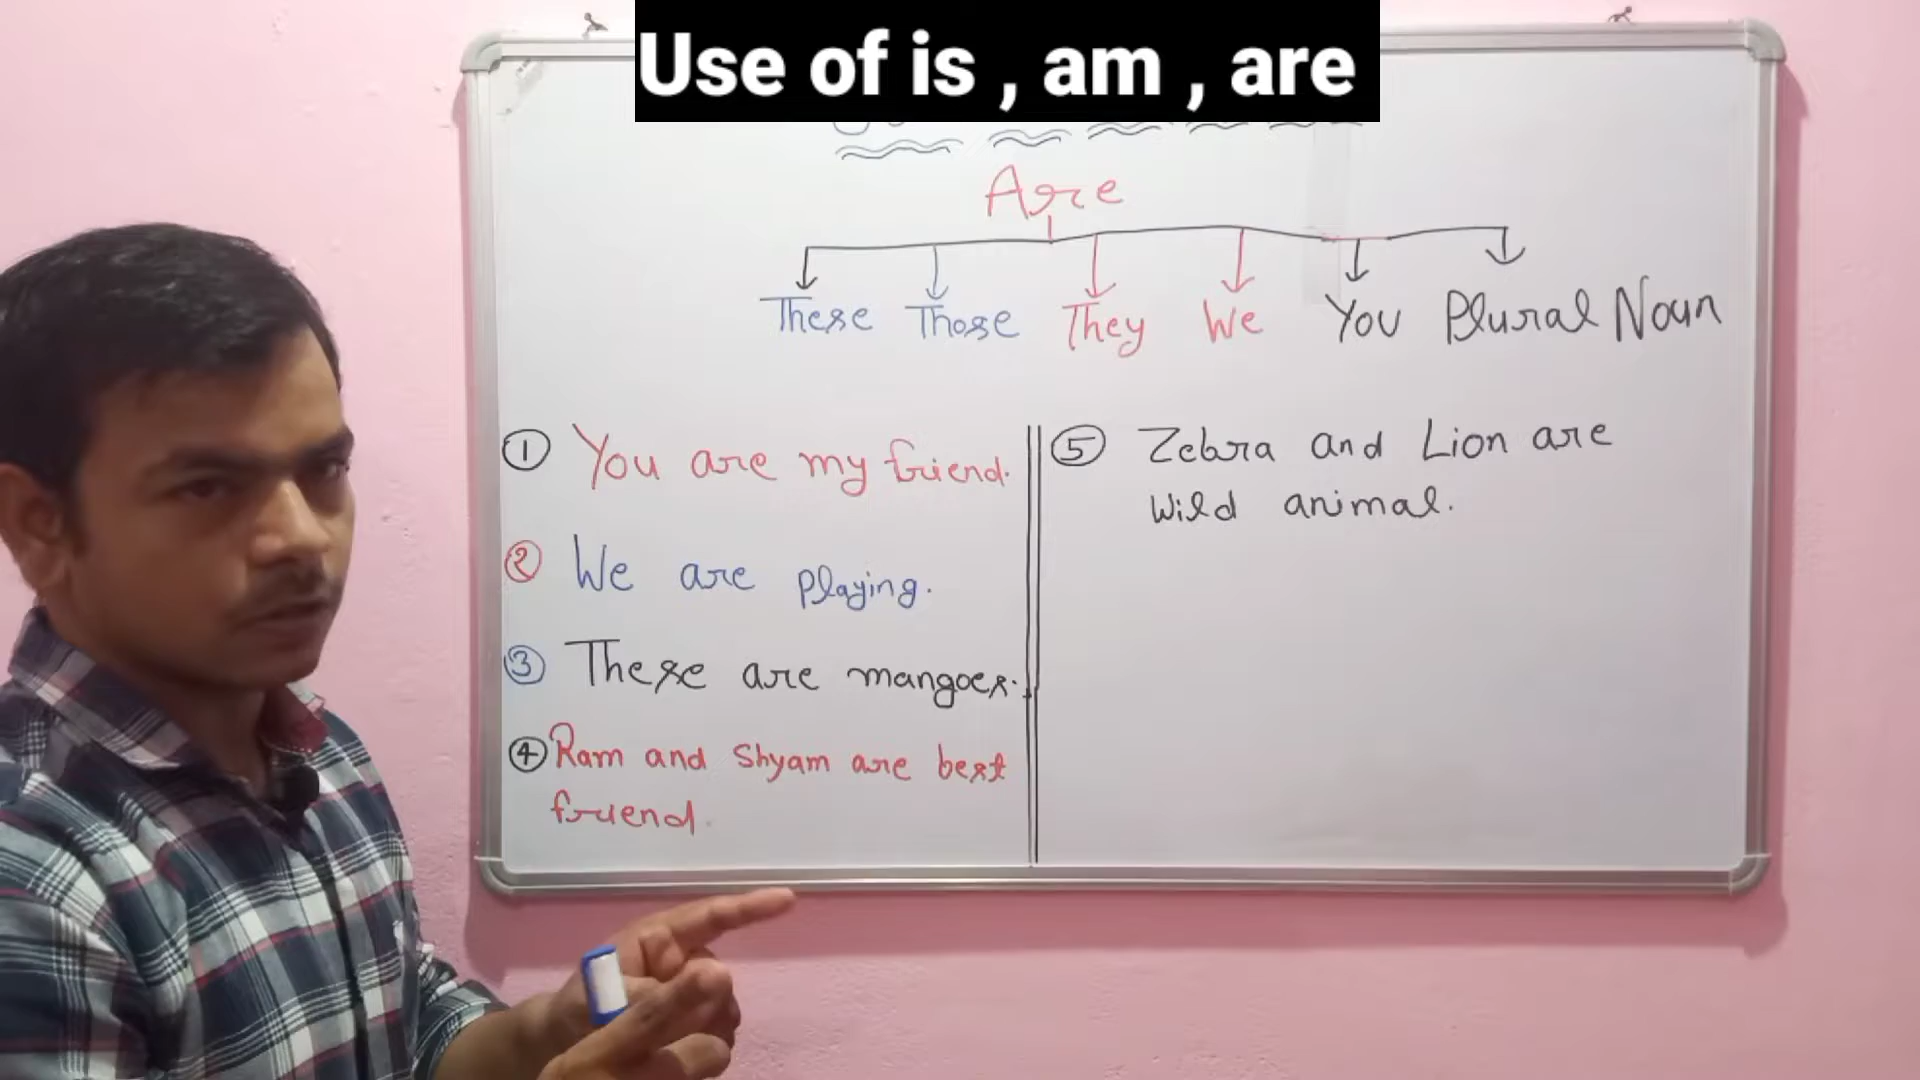 Use of is , am , are
Are
These Those They We You Plural Noun
① You are my friend.
② We are playing.
③ These are mangoes.
④ Ram and Shyam are best
friend.
⑤ Zebra and Lion are
Wild animal.